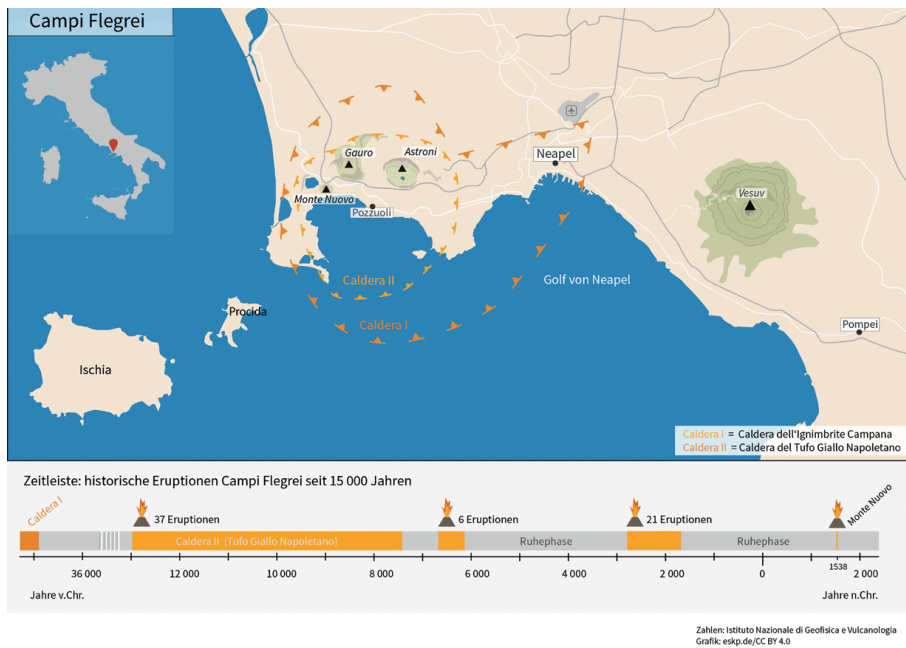 Campi Flegrei
Gauro
Astroni
Neapel
Monte Nuovo
Pozzuoli
Vesuv
Caldera II
Golf von Neapel
Procida
Caldera I
Pompei
Ischia
Caldera I = Caldera dell'Ignimbrite Campana
Caldera II = Caldera del Tufo Giallo Napoletano
Zeitleiste: historische Eruptionen Campi Flegrei seit 15 000 Jahren
Caldera I
37 Eruptionen
6 Eruptionen
21 Eruptionen
Monte Nuovo
Caldera II (Tufo Giallo Napoletano)
Ruhephase
Ruhephase
1538
36 000
12 000
10 000
8 000
6 000
4 000
2 000
0
2 000
Jahre v.Chr.
Jahre n.Chr.
Zahlen: Istituto Nazionale di Geofisica e Vulcanologia
Grafik: eskp.de/CC BY 4.0